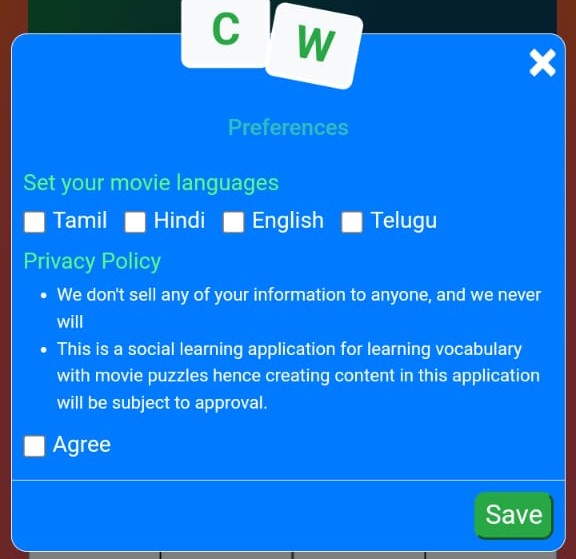 C W
Preferences
Set your movie languages
Tamil Hindi English Telugu
Privacy Policy
• We don't sell any of your information to anyone, and we never
will
• This is a social learning application for learning vocabulary
with movie puzzles hence creating content in this application
will be subject to approval.
Agree
Save